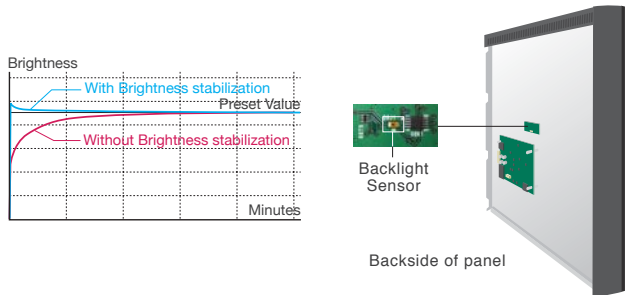 Brightness
With Brightness stabilization
Preset Value
Without Brightness stabilization
Minutes
Backlight
Sensor
Backside of panel